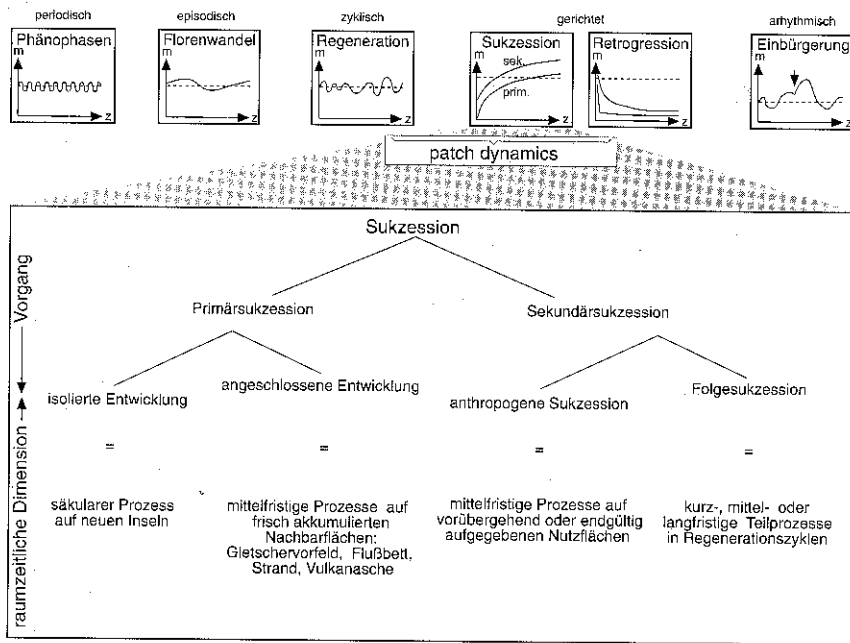 periodisch
episodisch
zyklisch
gerichtet
arhythmisch
Phänophasen
m
z
Florenwandel
z
Regeneration
m
z
Sukzession
m
sek.
prim.
z
Retrogression
m
z
Einbürgerung
m
z
patch dynamics
Sukzession
Primärsukzession
Sekundärsukzession
isolierte Entwicklung
angeschlossene Entwicklung
anthropogene Sukzession
Folgesukzession
=
=
=
=
säkularer Prozess
auf neuen Inseln
mittelfristige Prozesse auf
frisch akkumulierten
Nachbarflächen:
Gletschervorfeld, Flußbett,
Strand, Vulkanasche
mittelfristige Prozesse auf
vorübergehend oder endgültig
aufgegebenen Nutzflächen
kurz-, mittel- oder
langfristige Teilprozesse
in Regenerationszyklen
raumzeitliche Dimension
Vorgang